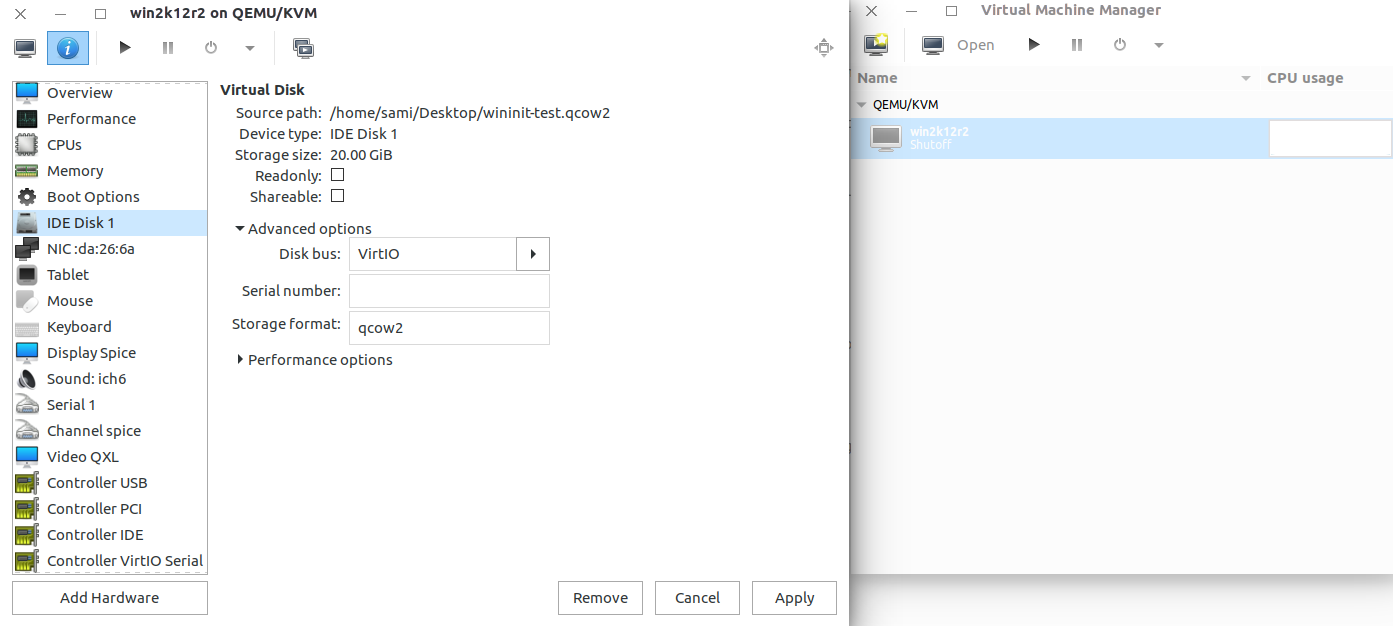 win2k12r2 on QEMU/KVM
Overview
Performance
CPUs
Memory
Boot Options
IDE Disk 1
NIC :da:26:6a
Tablet
Mouse
Keyboard
Display Spice
Sound: ich6
Serial 1
Channel spice
Video QXL
Controller USB
Controller PCI
Controller IDE
Controller VirtIO Serial
Add Hardware
Virtual Disk
Source path: /home/sami/Desktop/wininit-test.qcow2
Device type: IDE Disk 1
Storage size: 20.00 GiB
Readonly:
Shareable:
Advanced options
Disk bus: VirtIO
Serial number:
Storage format: qcow2
Performance options
Remove Cancel Apply
Virtual Machine Manager
Open
Name CPU usage
QEMU/KVM
win2k12r2
Shutoff